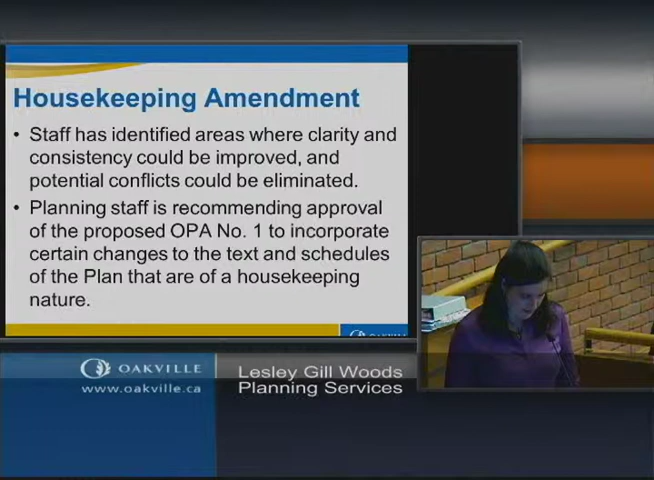 Housekeeping Amendment
• Staff has identified areas where clarity and
consistency could be improved, and
potential conflicts could be eliminated.
• Planning staff is recommending approval
of the proposed OPA No. 1 to incorporate
certain changes to the text and schedules
of the Plan that are of a housekeeping
nature.
OAKVILLE
OAKVILLE
www.oakville.ca
Lesley Gill Woods
Planning Services